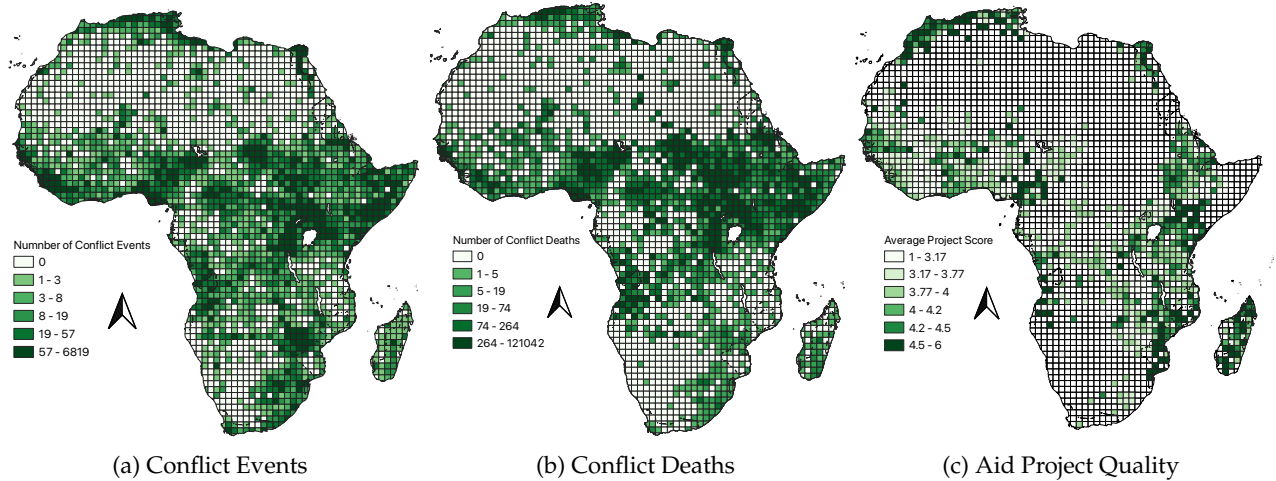 Numnber of Conflict Events
0
1 - 3
3 - 8
8 - 19
19 - 57
57 - 6819
Number of Conflict Deaths
0
1 - 5
5 - 19
19 - 74
74 - 264
264 - 121042
Average Project Score
1 - 3.17
3.17 - 3.77
3.77 - 4
4 - 4.2
4.2 - 4.5
4.5 - 6
(a) Conflict Events
(b) Conflict Deaths
(c) Aid Project Quality